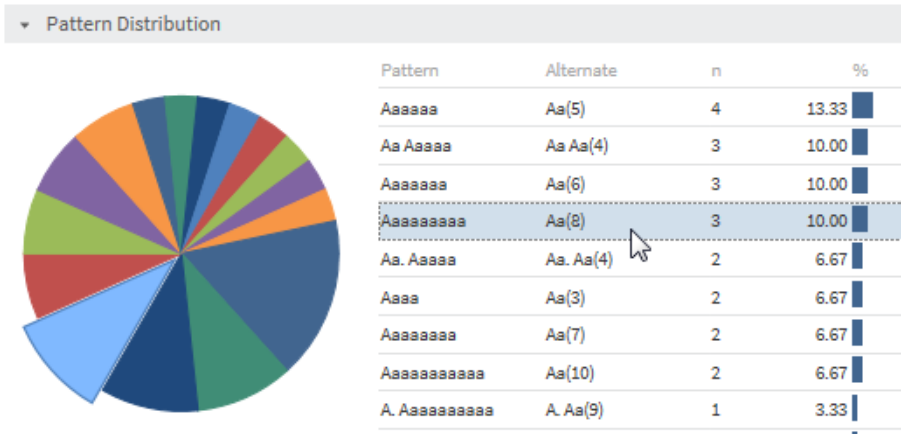 Pattern Distribution
Pattern Alternate n %
Aaaaaa Aa(5) 4 13.33
Aa Aaaaa Aa Aa(4) 3 10.00
Aaaaaaa Aa(6) 3 10.00
Aaaaaaaaa Aa(8) 3 10.00
Aa. Aaaaa Aa. Aa(4) 2 6.67
Aaaa Aa(3) 2 6.67
Aaaaaaaa Aa(7) 2 6.67
Aaaaaaaaaaa Aa(10) 2 6.67
A. Aaaaaaaaaa A. Aa(9) 1 3.33